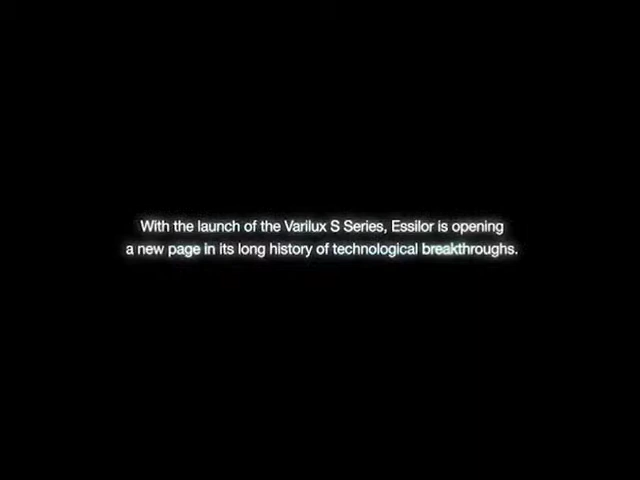 With the launch of the Varilux S Series, Essilor is opening
a new page in its long history of technological breakthroughs.